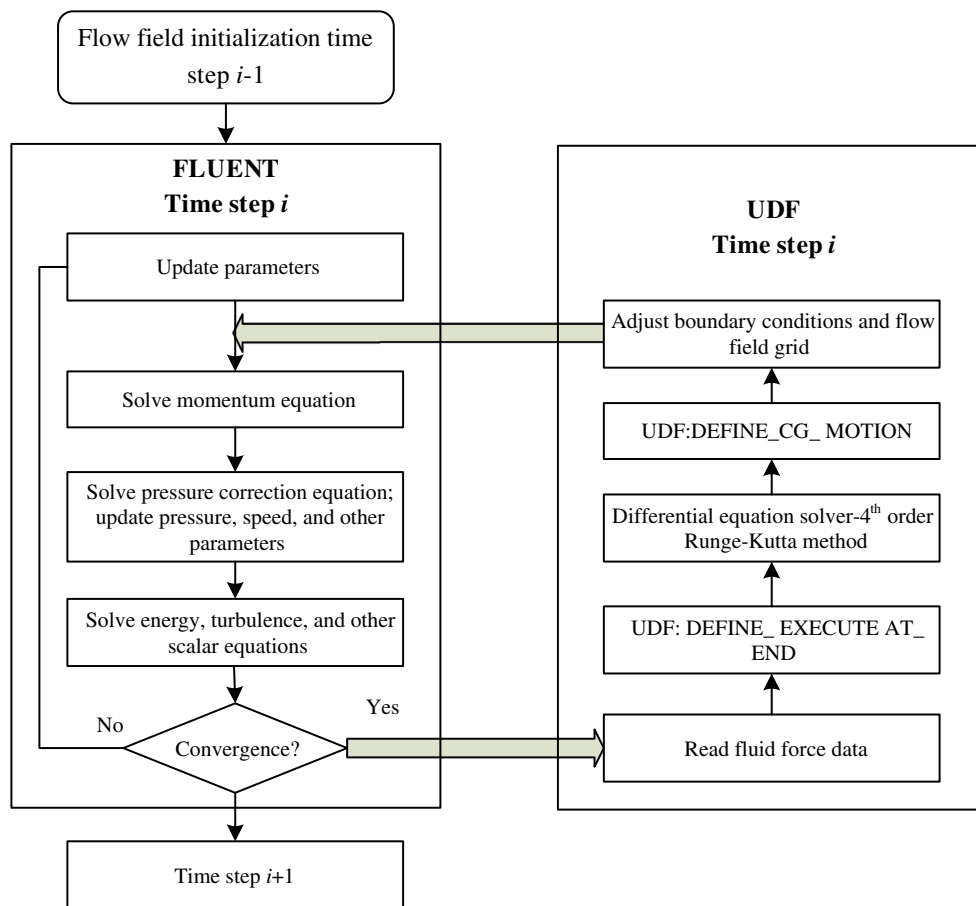 Flow field initialization time
step i-1
FLUENT
Time step i
Update parameters
Solve momentum equation
Solve pressure correction equation;
update pressure, speed, and other
parameters
Solve energy, turbulence, and other
scalar equations
No
Yes
Convergence?
Time step i+1
UDF
Time step i
Adjust boundary conditions and flow
field grid
UDF:DEFINE_CG_ MOTION
Differential equation solver-4th order
Runge-Kutta method
UDF: DEFINE_ EXECUTE AT_
END
Read fluid force data